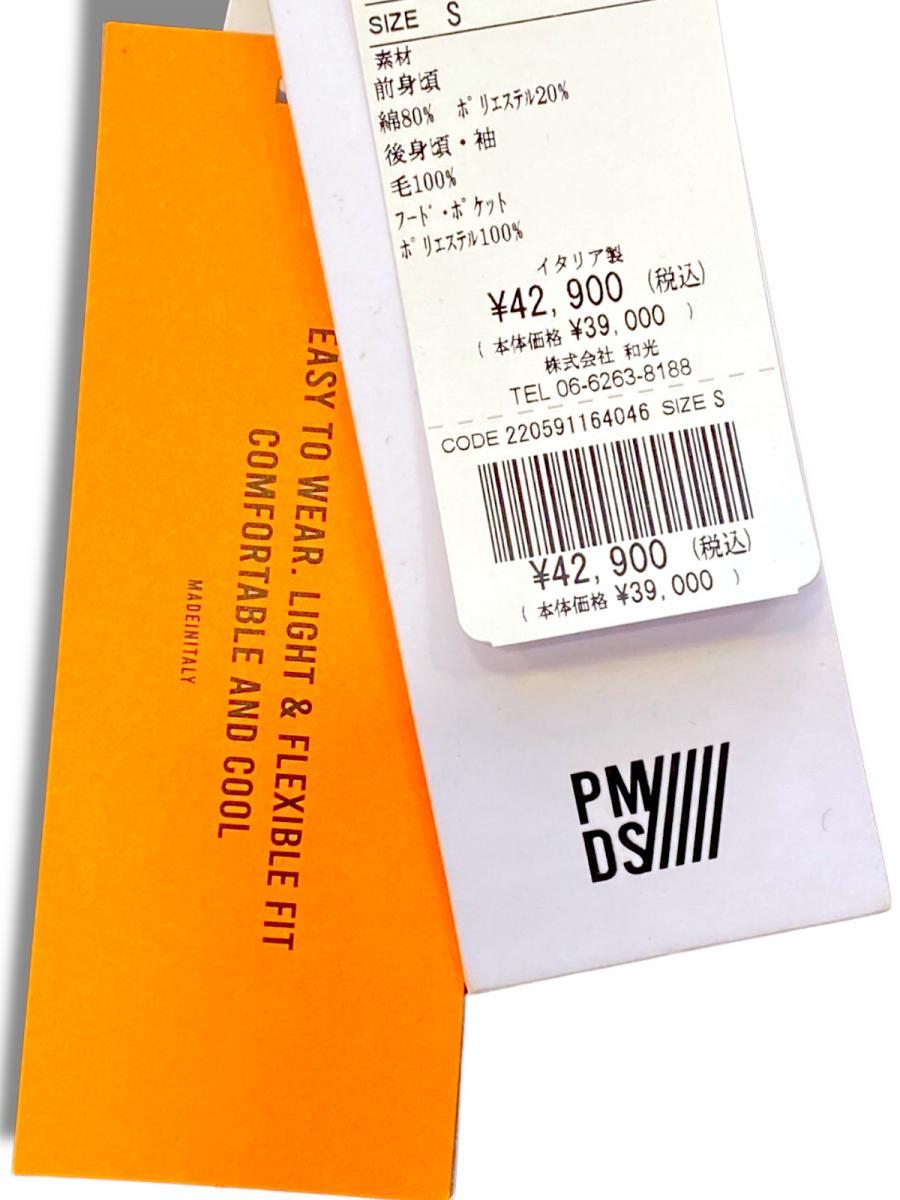 SIZE S
素材
前身頃
綿80% ポリエステル20%
後身頃・袖
毛100%
フード・ポケット
ポリエステル100%
イタリア製
¥42,900 (税込)
( 本体価格 ¥39,000 )
株式会社 和光
TEL 06-6263-8188
CODE 220591164046 SIZE S
¥42,900 (税込)
( 本体価格 ¥39,000 )
PM
DS
EASY TO WEAR. LIGHT & FLEXIBLE FIT
COMFORTABLE AND COOL
MADEINITALY